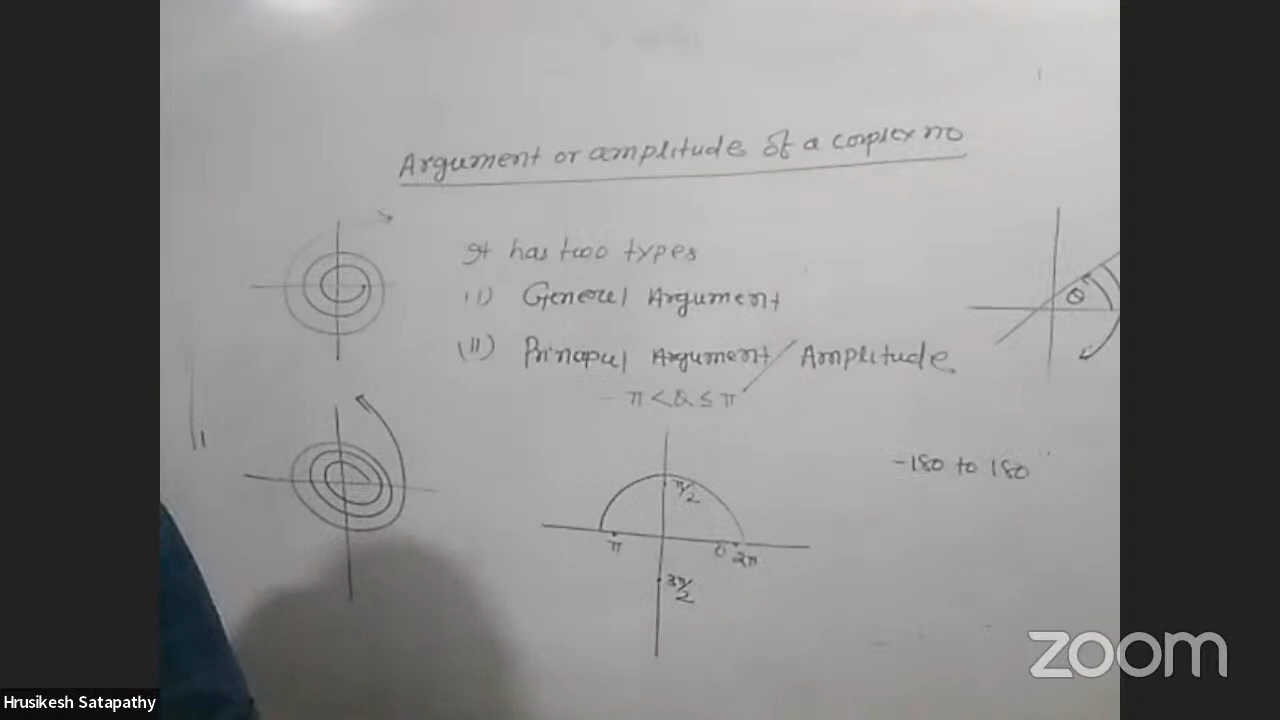 Argument or amplitude of a complex no
It has two types
(I) General Argument
(II) Principal Argument / Amplitude
-π < θ ≤ π
θ
-180 to 180
π/2
π
0
2π
3π/2
zoom
Hrusikesh Satapathy